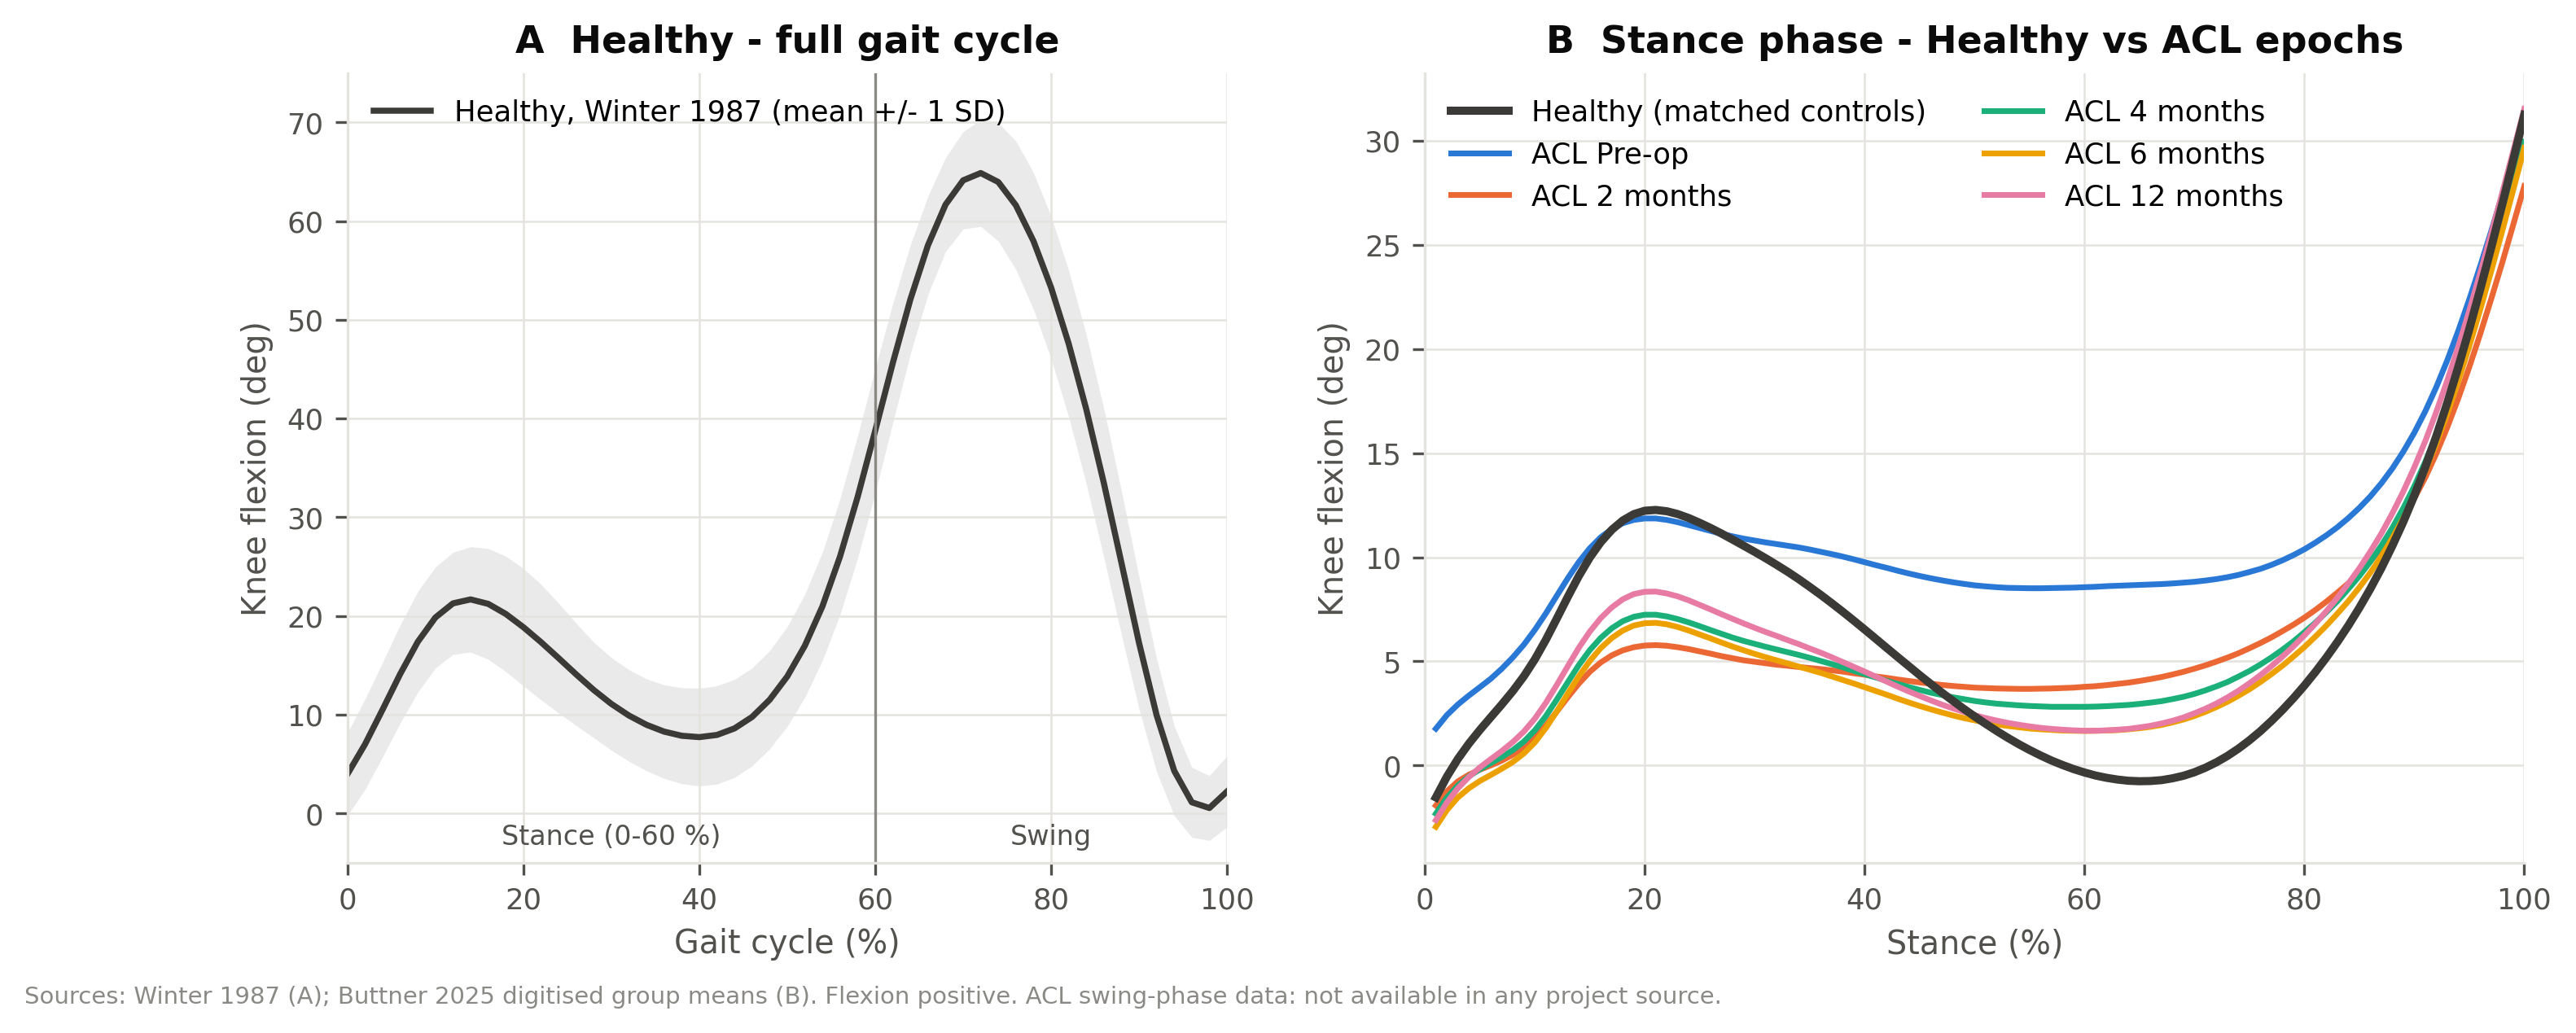 A  Healthy - full gait cycle
Healthy, Winter 1987 (mean +/- 1 SD)
Knee flexion (deg)
70
60
50
40
30
20
10
0
Stance (0-60 %)
Swing
0
20
40
60
80
100
Gait cycle (%)
B  Stance phase - Healthy vs ACL epochs
Healthy (matched controls)
ACL Pre-op
ACL 2 months
ACL 4 months
ACL 6 months
ACL 12 months
Knee flexion (deg)
30
25
20
15
10
5
0
0
20
40
60
80
100
Stance (%)
Sources: Winter 1987 (A); Buttner 2025 digitised group means (B). Flexion positive. ACL swing-phase data: not available in any project source.